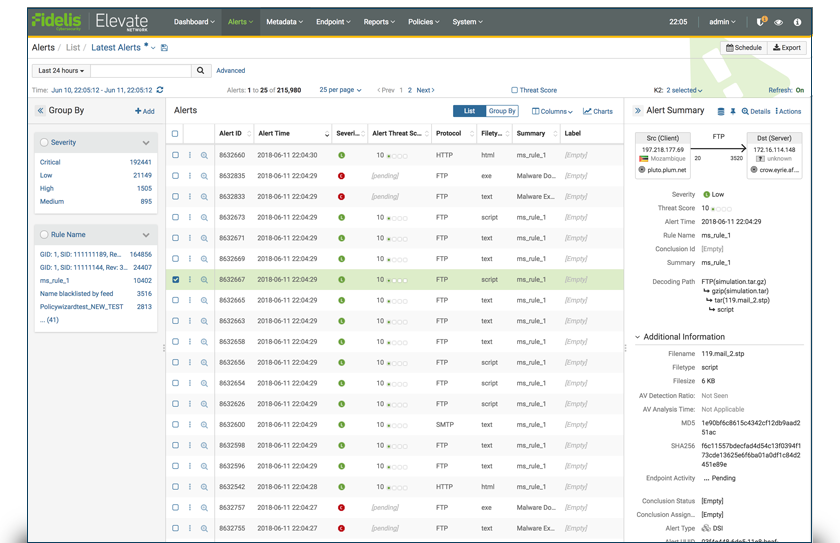 Fidelis Elevate
Cybersecurity NETWORK
Dashboard Alerts Metadata Endpoint Reports Policies System 22:05 admin
Alerts / List / Latest Alerts * Schedule Export
Last 24 hours Advanced
Time: Jun 10, 22:05:12 - Jun 11, 22:05:12 Alerts: 1 to 25 of 215,980 25 per page < Prev 1 2 Next > Threat Score K2: 2 selected Refresh: On
Group By + Add
Severity
Critical 192441
Low 21149
High 1505
Medium 895
Rule Name
GID: 1, SID: 111111189, Re... 164856
GID: 1, SID: 11111144, Rev: 3... 24407
ms_rule_1 10402
Name blacklisted by feed 3516
Policywizardtest_NEW_TEST 2813
... (41)
Alerts
List Group By Columns Charts
Alert ID Alert Time Severi... Alert Threat Sc... Protocol Filety... Summary Label
8632660 2018-06-11 22:04:30 L 10 HTTP html ms_rule_1 [Empty]
8632835 2018-06-11 22:04:29 C [pending] FTP exe Malware Do... [Empty]
8632833 2018-06-11 22:04:29 C [pending] FTP text Malware Ex... [Empty]
8632673 2018-06-11 22:04:29 L 10 FTP script ms_rule_1 [Empty]
8632671 2018-06-11 22:04:29 L 10 FTP text ms_rule_1 [Empty]
8632669 2018-06-11 22:04:29 L 10 FTP text ms_rule_1 [Empty]
8632667 2018-06-11 22:04:29 L 10 FTP script ms_rule_1 [Empty]
8632665 2018-06-11 22:04:29 L 10 FTP text ms_rule_1 [Empty]
8632663 2018-06-11 22:04:29 L 10 FTP text ms_rule_1 [Empty]
8632658 2018-06-11 22:04:29 L 10 FTP text ms_rule_1 [Empty]
8632656 2018-06-11 22:04:29 L 10 FTP script ms_rule_1 [Empty]
8632654 2018-06-11 22:04:29 L 10 FTP script ms_rule_1 [Empty]
8632626 2018-06-11 22:04:29 L 10 FTP script ms_rule_1 [Empty]
8632600 2018-06-11 22:04:29 L 10 SMTP text ms_rule_1 [Empty]
8632598 2018-06-11 22:04:29 L 10 FTP text ms_rule_1 [Empty]
8632596 2018-06-11 22:04:29 L 10 FTP text ms_rule_1 [Empty]
8632542 2018-06-11 22:04:28 L 10 HTTP html ms_rule_1 [Empty]
8632757 2018-06-11 22:04:27 C [pending] FTP exe Malware Do... [Empty]
8632755 2018-06-11 22:04:27 C [pending] FTP text Malware Ex... [Empty]
Alert Summary Details Actions
Src (Client) FTP Dst (Server)
197.218.177.69 172.16.114.148
Mozambique 20 3520 ? unknown
pluto.plum.net crow.eyrie.af...
Severity L Low
Threat Score 10
Alert Time 2018-06-11 22:04:29
Rule Name ms_rule_1
Conclusion Id [Empty]
Summary ms_rule_1
Decoding Path FTP(simulation.tar.gz)
gzip(simulation.tar)
tar(119.mail_2.stp)
script
Additional Information
Filename 119.mail_2.stp
Filetype script
Filesize 6 KB
AV Detection Ratio: Not Seen
AV Analysis Time: Not Applicable
MD5 1e90bf6c8615c4342cf12db9aad2
51ac
SHA256 f6c11557bdecfad4d54c13f0394f1
73cde13625e6f6ba01a0df1c84d2
451e89e
Endpoint Activity ... Pending
Conclusion Status [Empty]
Conclusion Assign... [Empty]
Alert Type DSI